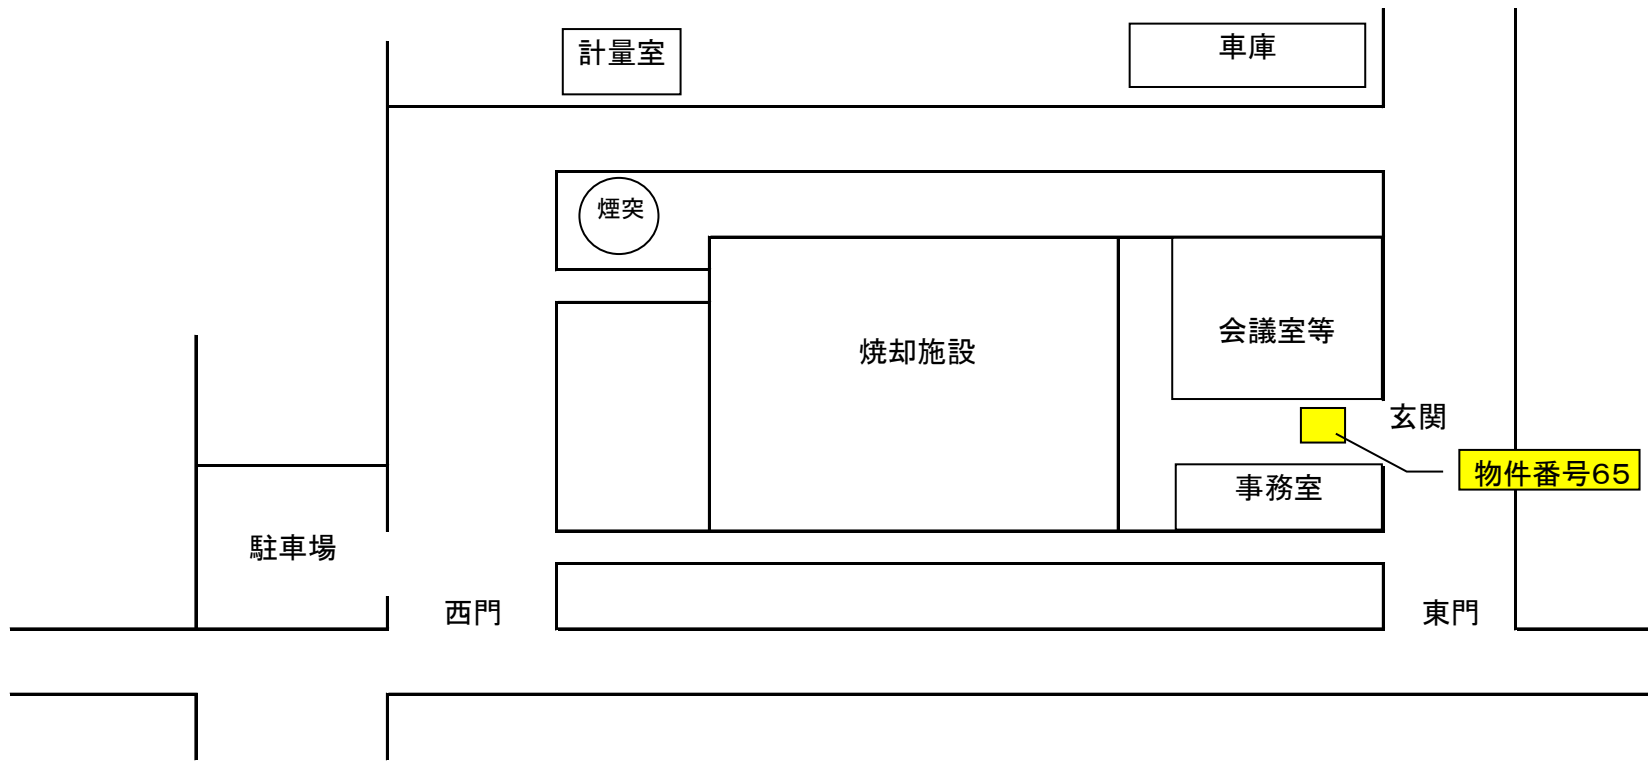 計量室
車庫
煙突
会議室等
焼却施設
玄関
物件番号65
事務室
駐車場
西門
東門